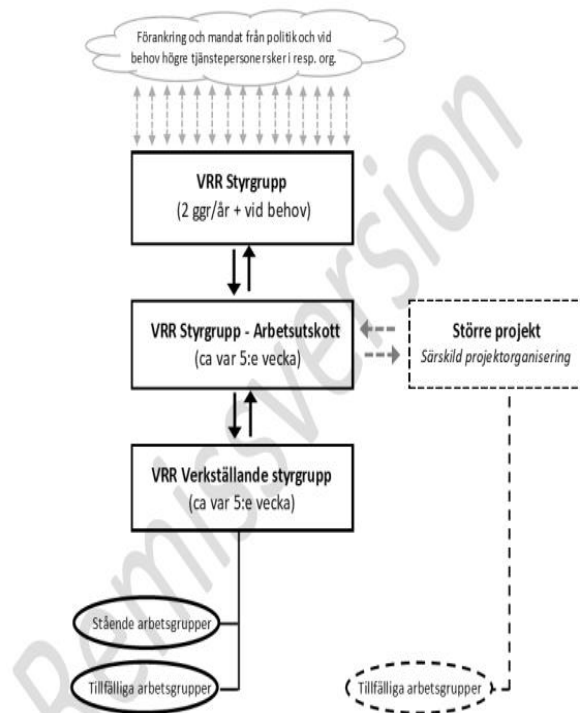 Förankring och mandat från politik och vid
behov högre tjänstepersoner sker i resp. org.
VRR Styrgrupp
(2 ggr/år + vid behov)
VRR Styrgrupp - Arbetsutskott
(ca var 5:e vecka)
Större projekt
Särskild projektorganisering
VRR Verkställande styrgrupp
(ca var 5:e vecka)
Stående arbetsgrupper
Tillfälliga arbetsgrupper
Tillfälliga arbetsgrupper
Remissversion